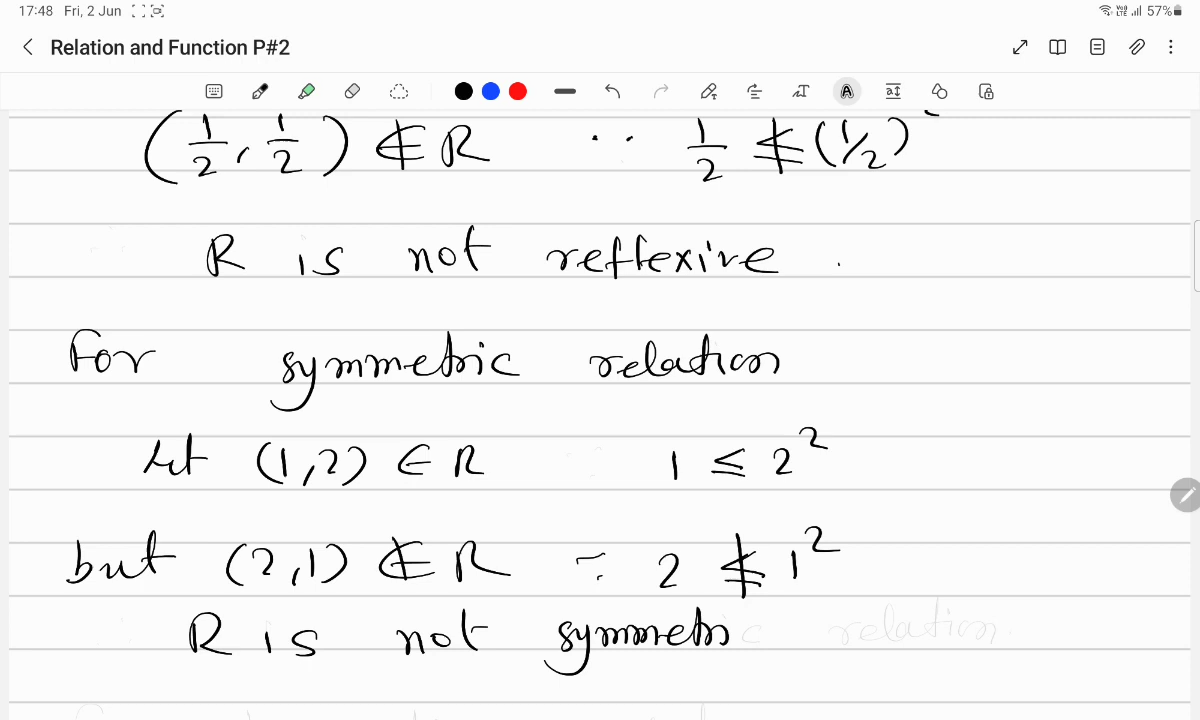 17:48 Fri, 2 Jun 57%
Relation and Function P#2
(1/2, 1/2) ∉ R ∵ 1/2 ≰ (1/2)²
R is not reflexive.
For symmetric relation
Let (1,2) ∈ R 1 ≤ 2²
but (2,1) ∉ R ∵ 2 ≰ 1²
R is not symmetric relation.